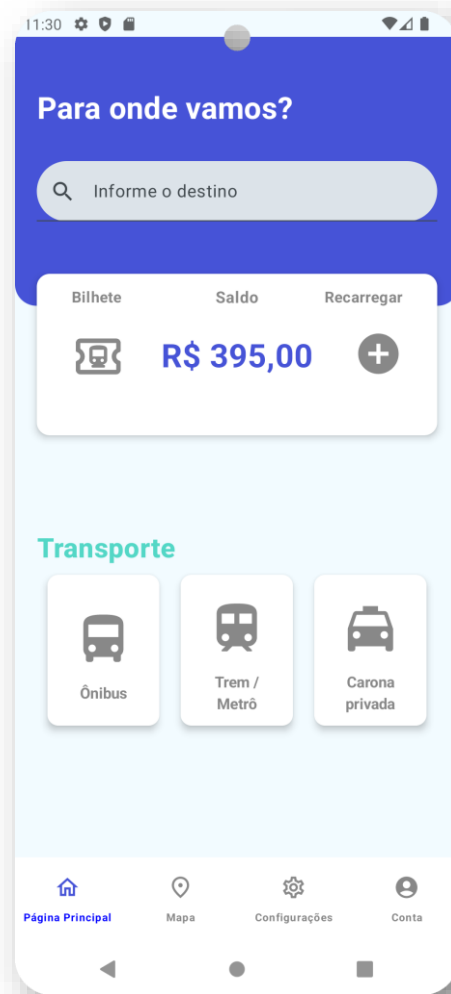 11:30
Para onde vamos?
Informe o destino
Bilhete Saldo Recarregar
R$ 395,00
Transporte
Ônibus
Trem /
Metrô
Carona
privada
Página Principal Mapa Configurações Conta